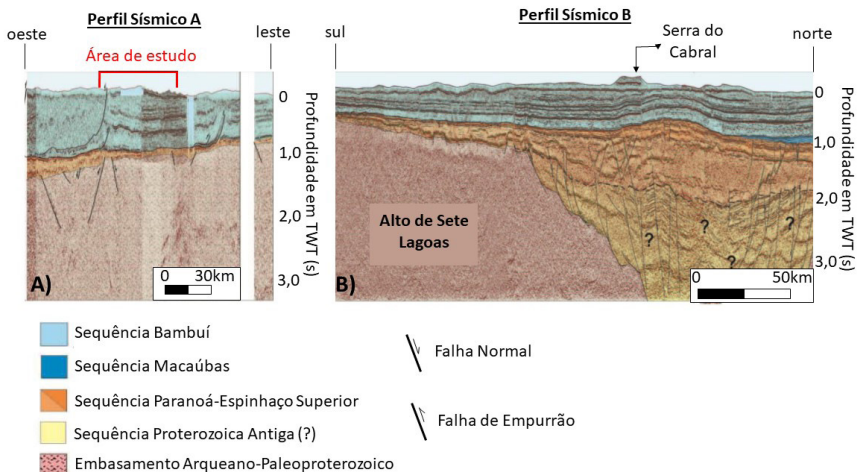 Perfil Sísmico A
oeste
leste
Área de estudo
0
1,0
2,0
3,0
Profundidade em TWT (s)
A)
0 30km
Perfil Sísmico B
sul
Serra do
Cabral
norte
0
1,0
2,0
3,0
Profundidade em TWT (s)
Alto de Sete
Lagoas
?
?
?
?
B)
0 50km
Sequência Bambuí
Sequência Macaúbas
Sequência Paranoá-Espinhaço Superior
Sequência Proterozoica Antiga (?)
Embasamento Arqueano-Paleoproterozoico
Falha Normal
Falha de Empurrão